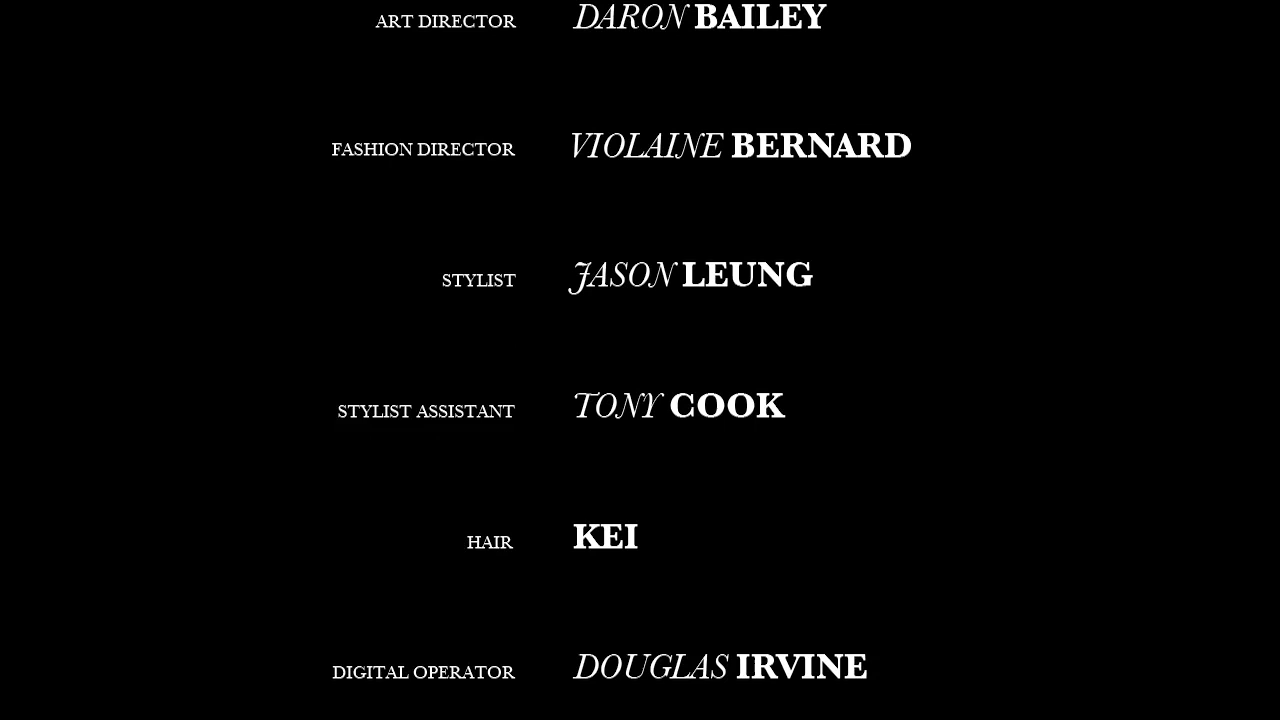 ART DIRECTOR DARON BAILEY
FASHION DIRECTOR VIOLAINE BERNARD
STYLIST JASON LEUNG
STYLIST ASSISTANT TONY COOK
HAIR KEI
DIGITAL OPERATOR DOUGLAS IRVINE